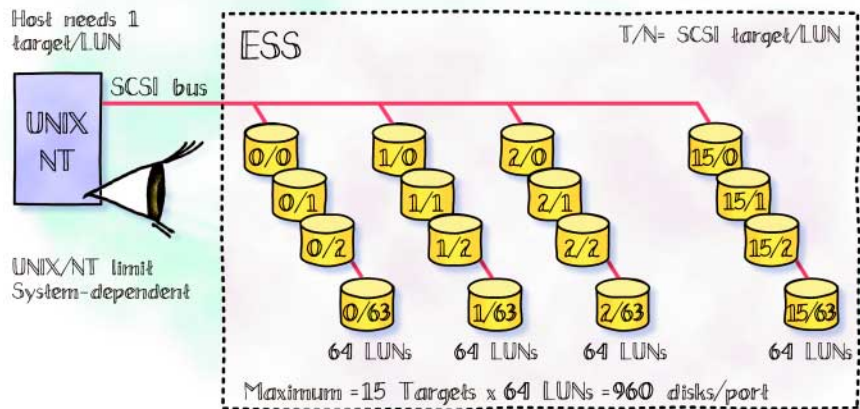 Host needs 1
target/LUN
ESS
T/N= SCSI target/LUN
SCSI bus
UNIX
NT
0/0
1/0
2/0
15/0
0/1
1/1
2/1
15/1
0/2
1/2
2/2
15/2
UNIX/NT limit
System-dependent
0/63
1/63
2/63
15/63
64 LUNs
64 LUNs
64 LUNs
64 LUNs
Maximum =15 Targets x 64 LUNs =960 disks/port